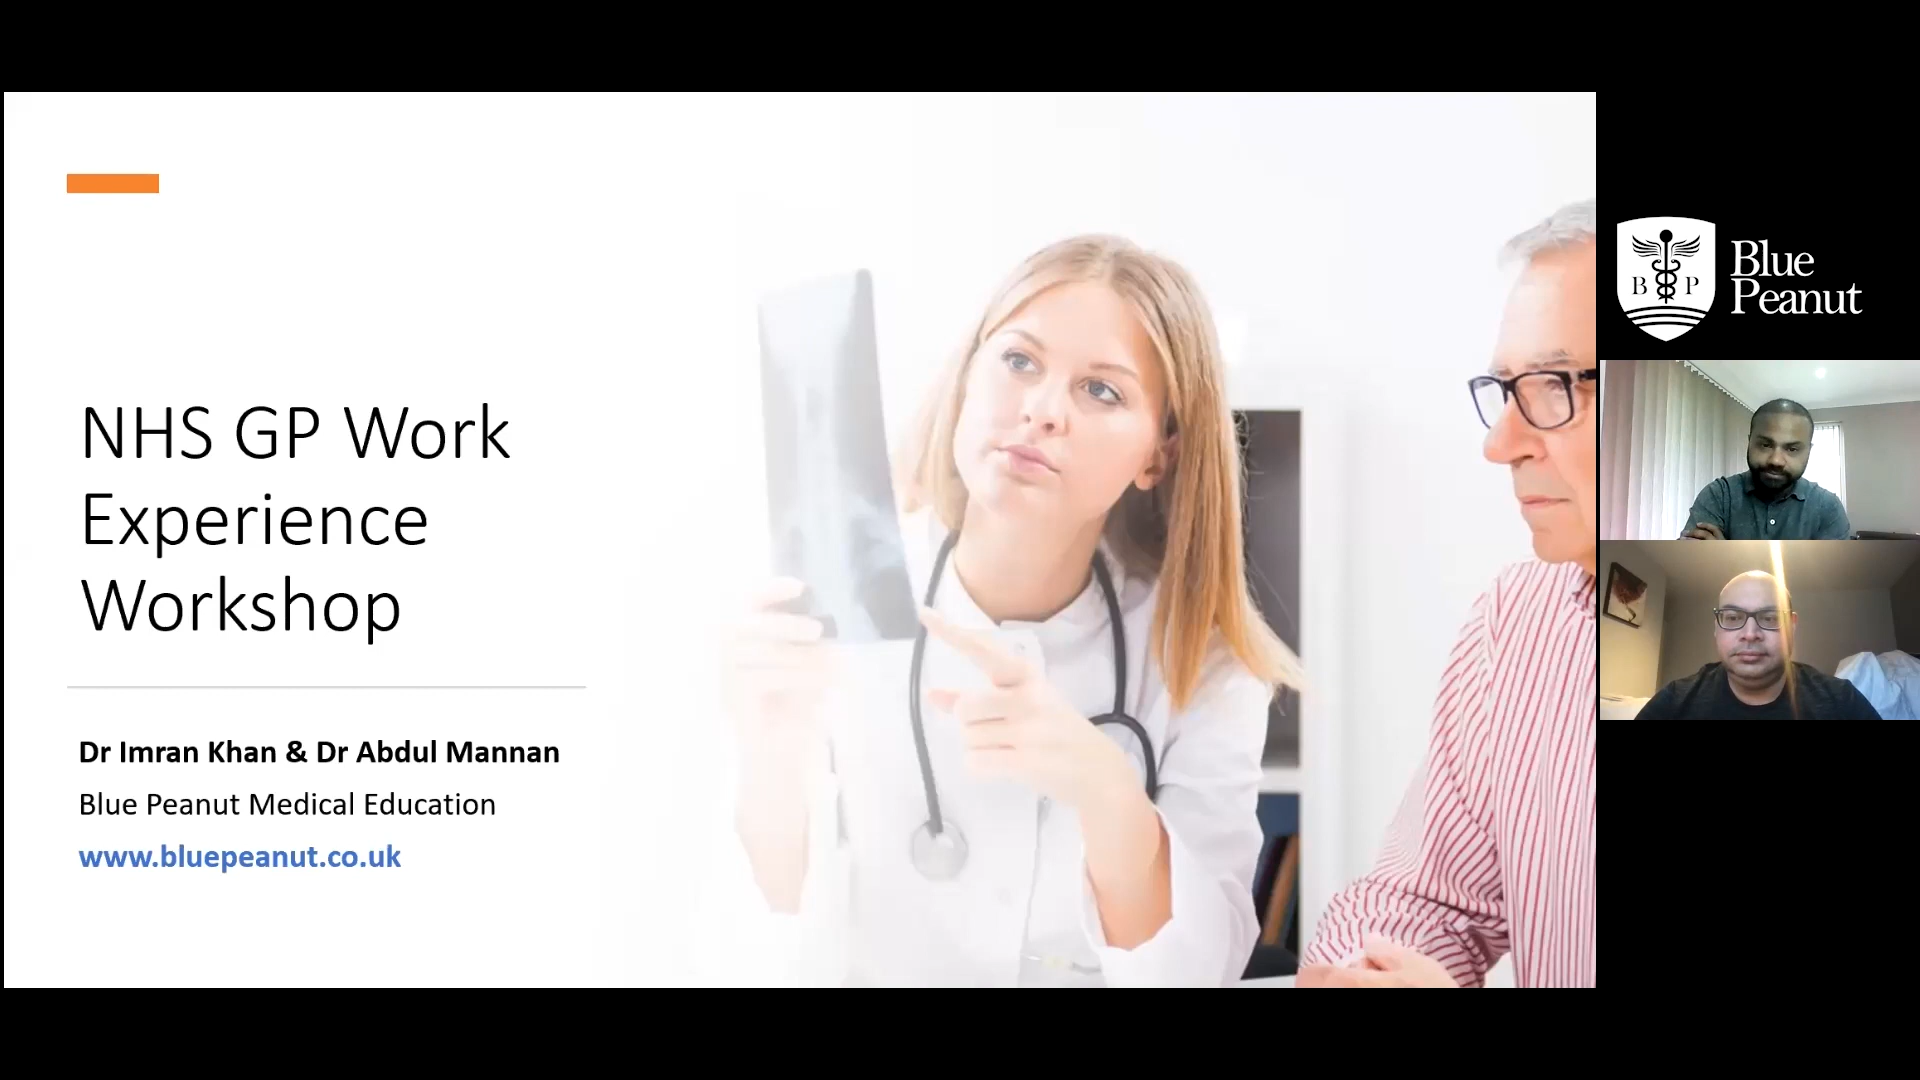 NHS GP Work
Experience
Workshop
Dr Imran Khan & Dr Abdul Mannan
Blue Peanut Medical Education
www.bluepeanut.co.uk
B P
Blue
Peanut